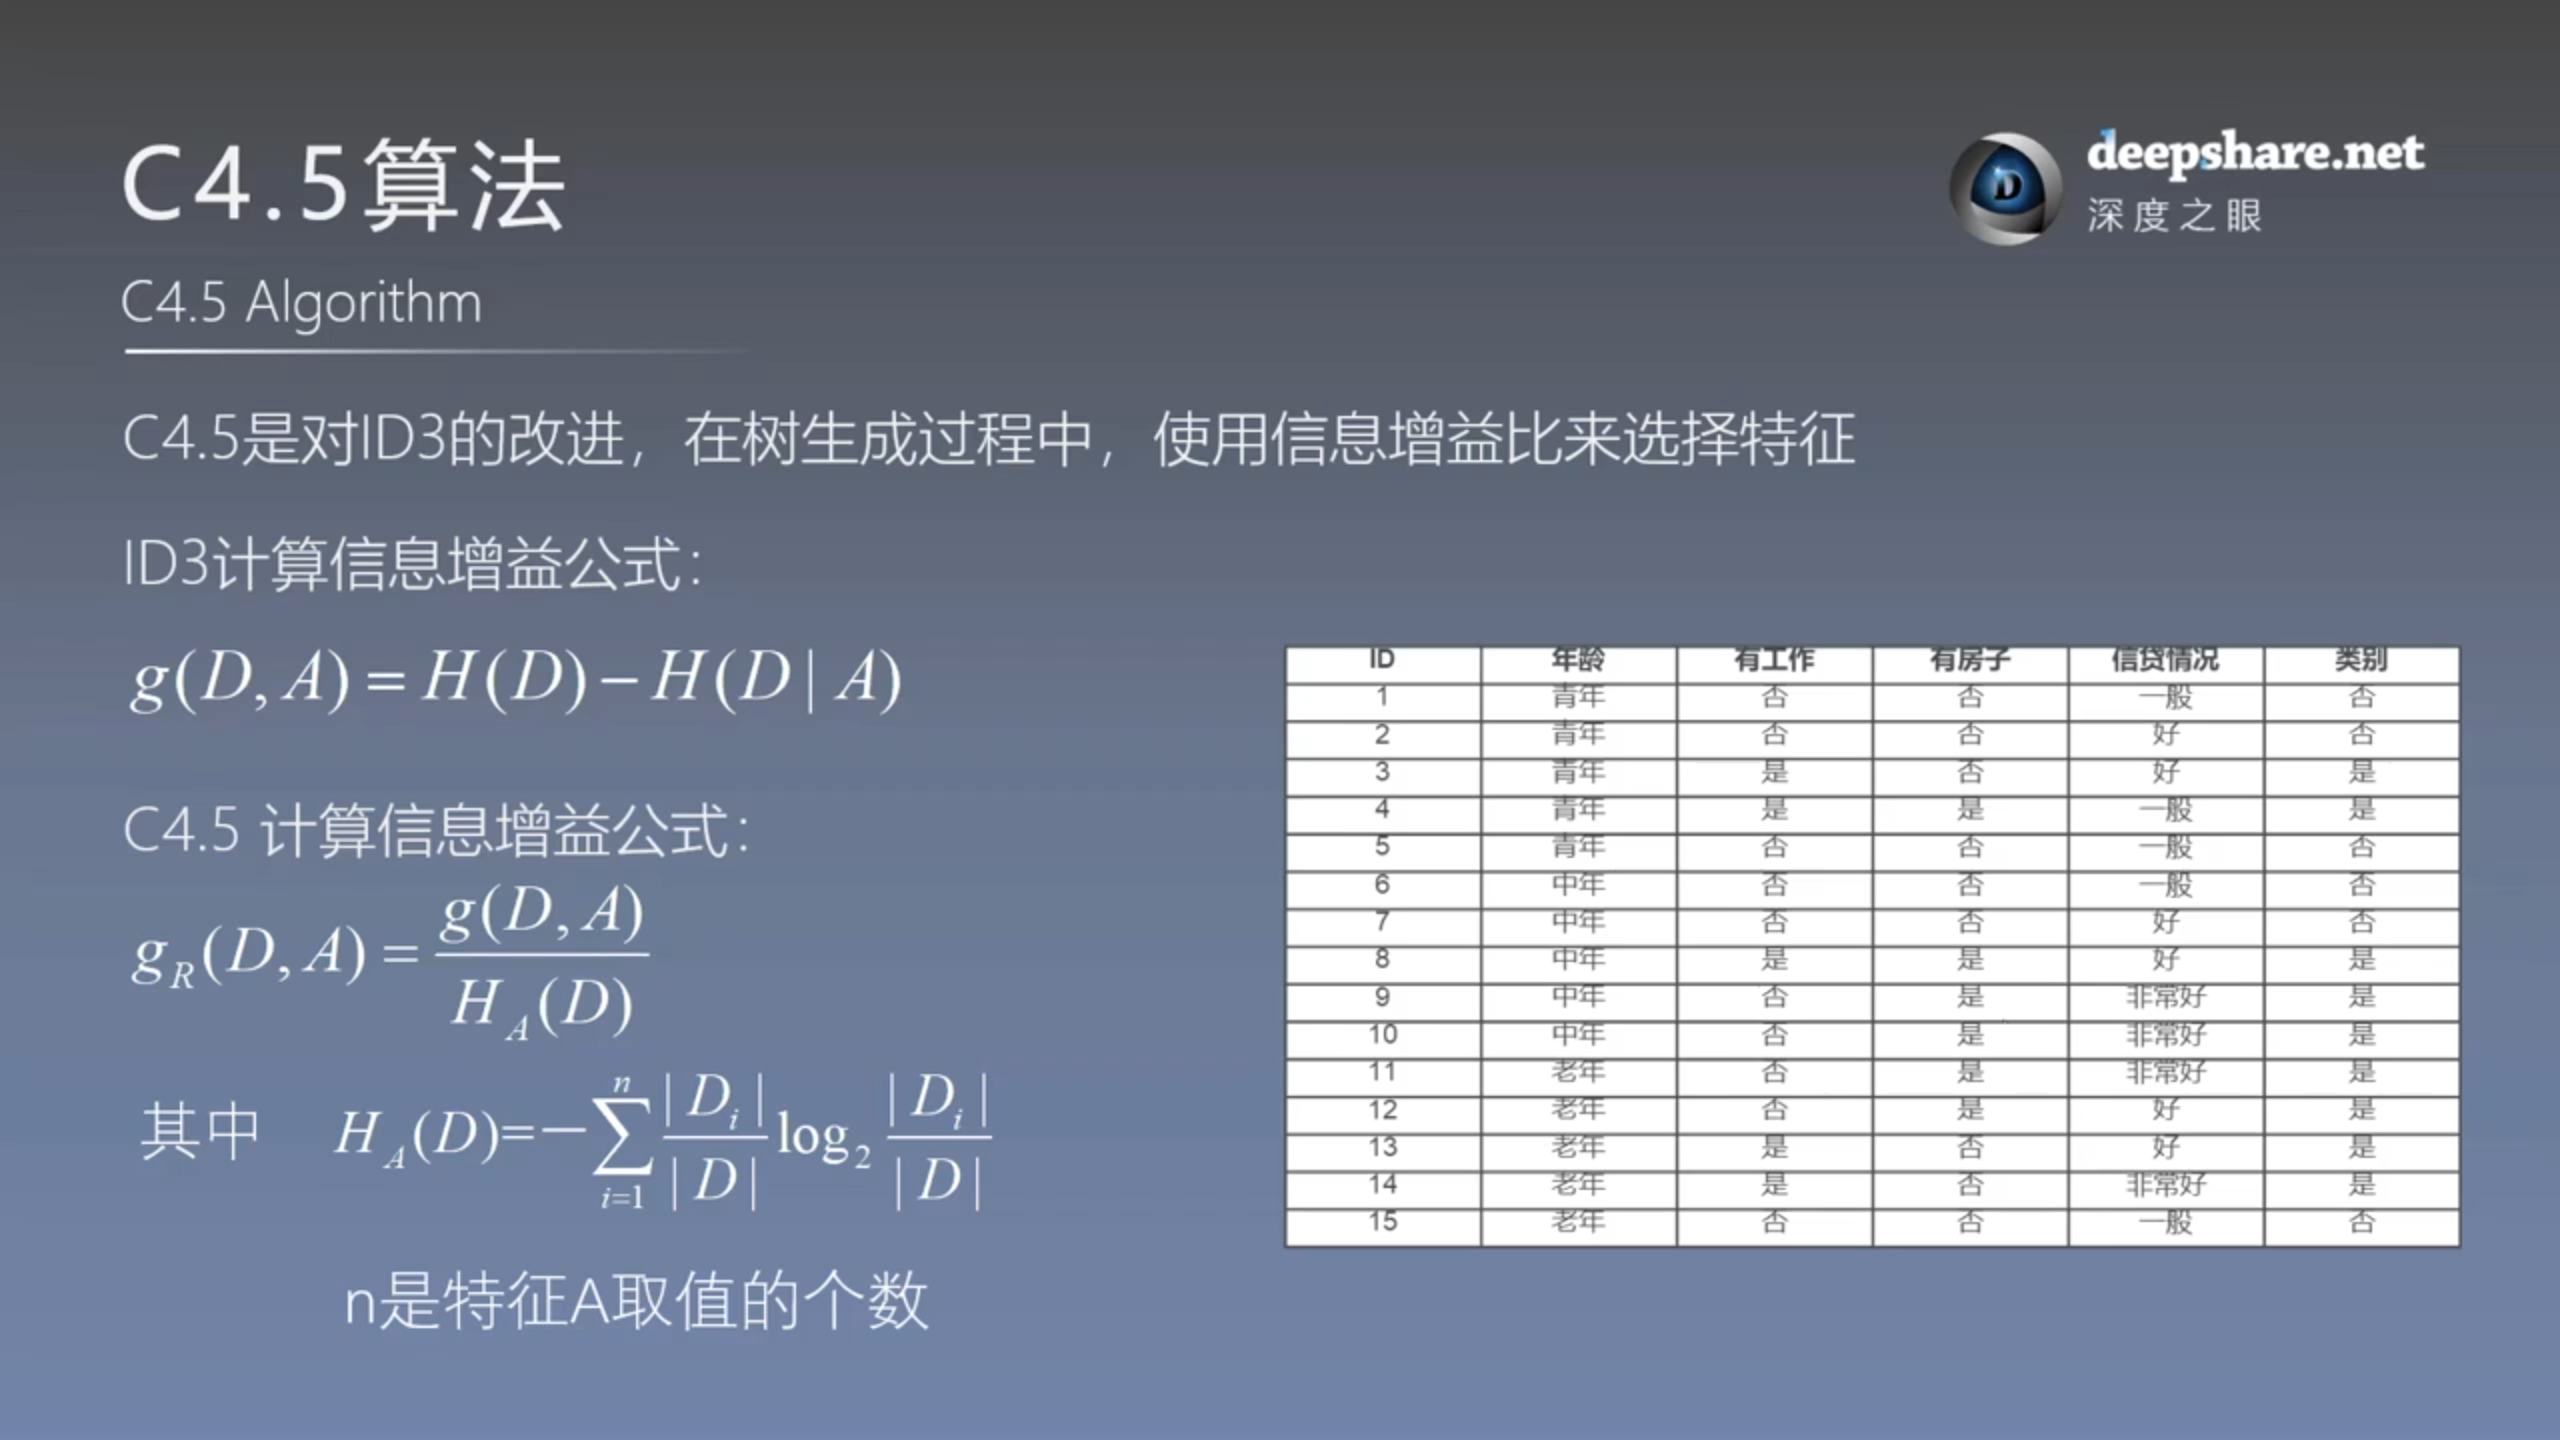 C4.5算法
deepshare.net
深度之眼
C4.5 Algorithm
C4.5是对ID3的改进，在树生成过程中，使用信息增益比来选择特征
ID3计算信息增益公式：
g(D, A) = H(D) − H(D | A)
C4.5 计算信息增益公式：
g_R(D, A) = g(D, A) / H_A(D)
其中 H_A(D)=−∑_{i=1}^{n} |D_i| / |D| log_2 |D_i| / |D|
n是特征A取值的个数
ID 年龄 有工作 有房子 信贷情况 类别
1 青年 否 否 一般 否
2 青年 否 否 好 否
3 青年 是 否 好 是
4 青年 是 是 一般 是
5 青年 否 否 一般 否
6 中年 否 否 一般 否
7 中年 否 否 好 否
8 中年 是 是 好 是
9 中年 否 是 非常好 是
10 中年 否 是 非常好 是
11 老年 否 是 非常好 是
12 老年 否 是 好 是
13 老年 是 否 好 是
14 老年 是 否 非常好 是
15 老年 否 否 一般 否